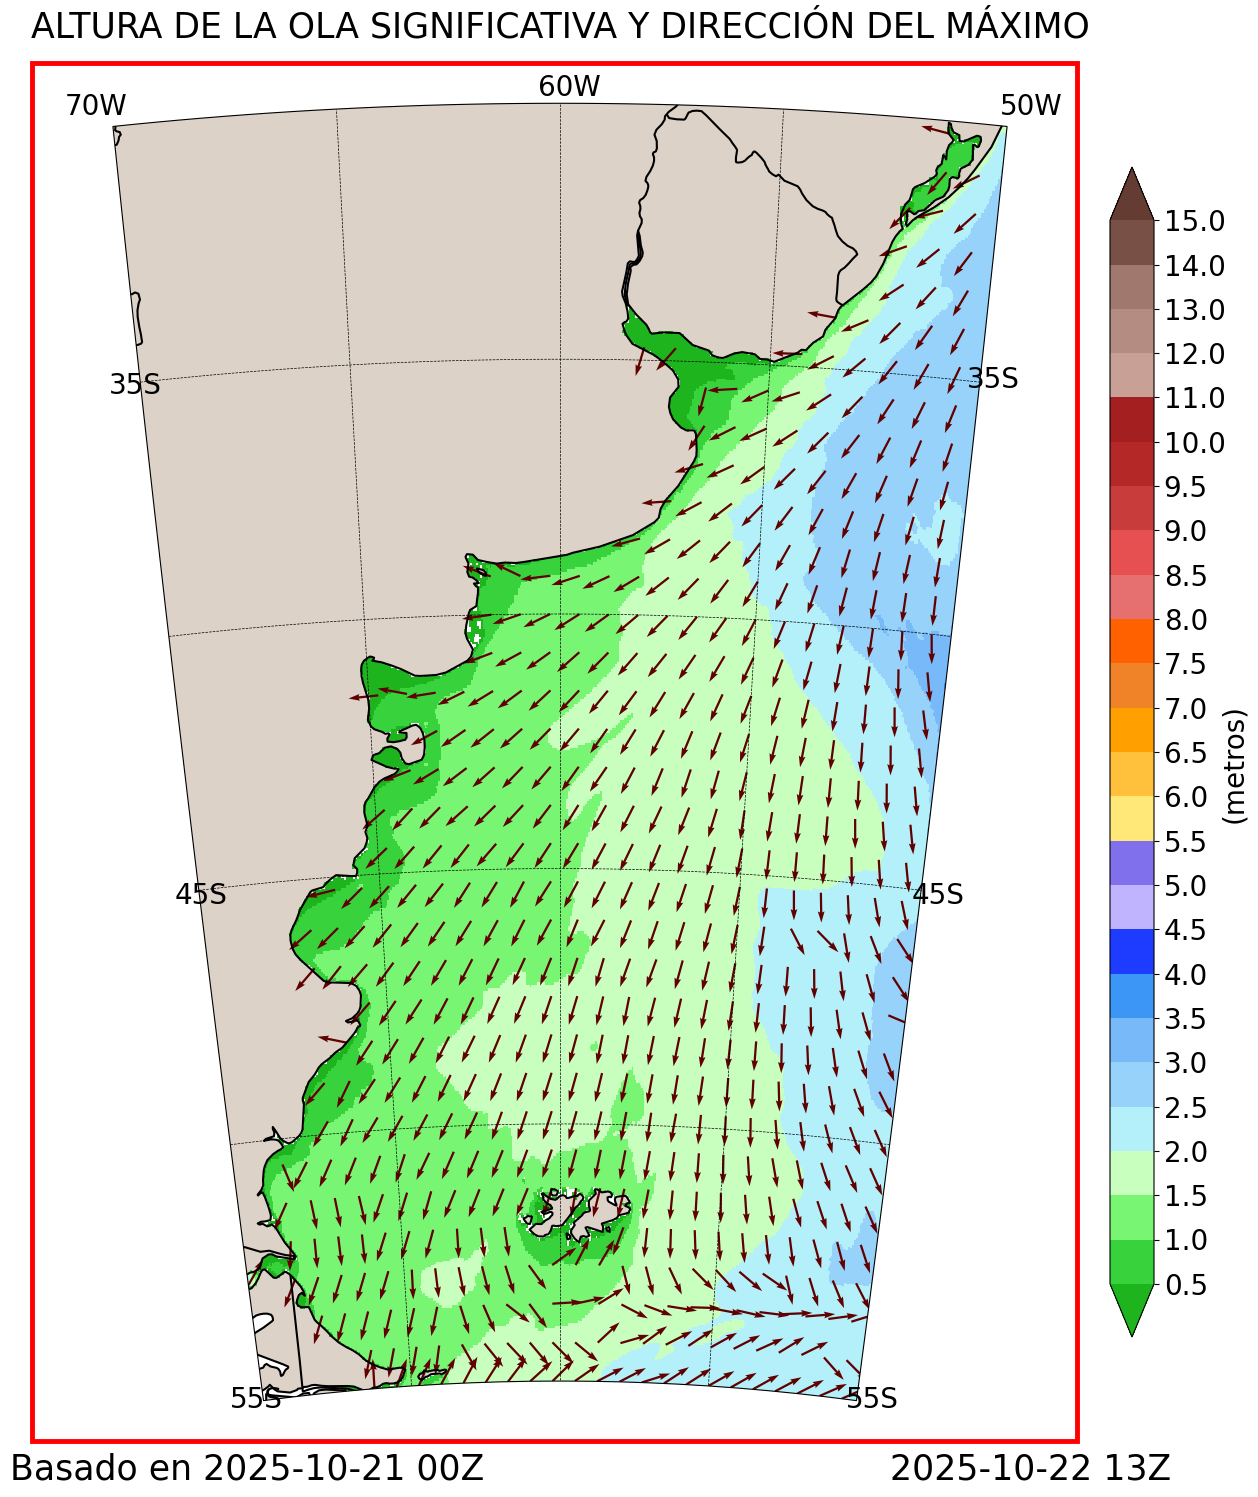 ALTURA DE LA OLA SIGNIFICATIVA Y DIRECCIÓN DEL MÁXIMO
70W
60W
50W
35S
35S
45S
45S
55S
55S
15.0
14.0
13.0
12.0
11.0
10.0
9.5
9.0
8.5
8.0
7.5
7.0
6.5
6.0
5.5
5.0
4.5
4.0
3.5
3.0
2.5
2.0
1.5
1.0
0.5
(metros)
Basado en 2025-10-21 00Z
2025-10-22 13Z